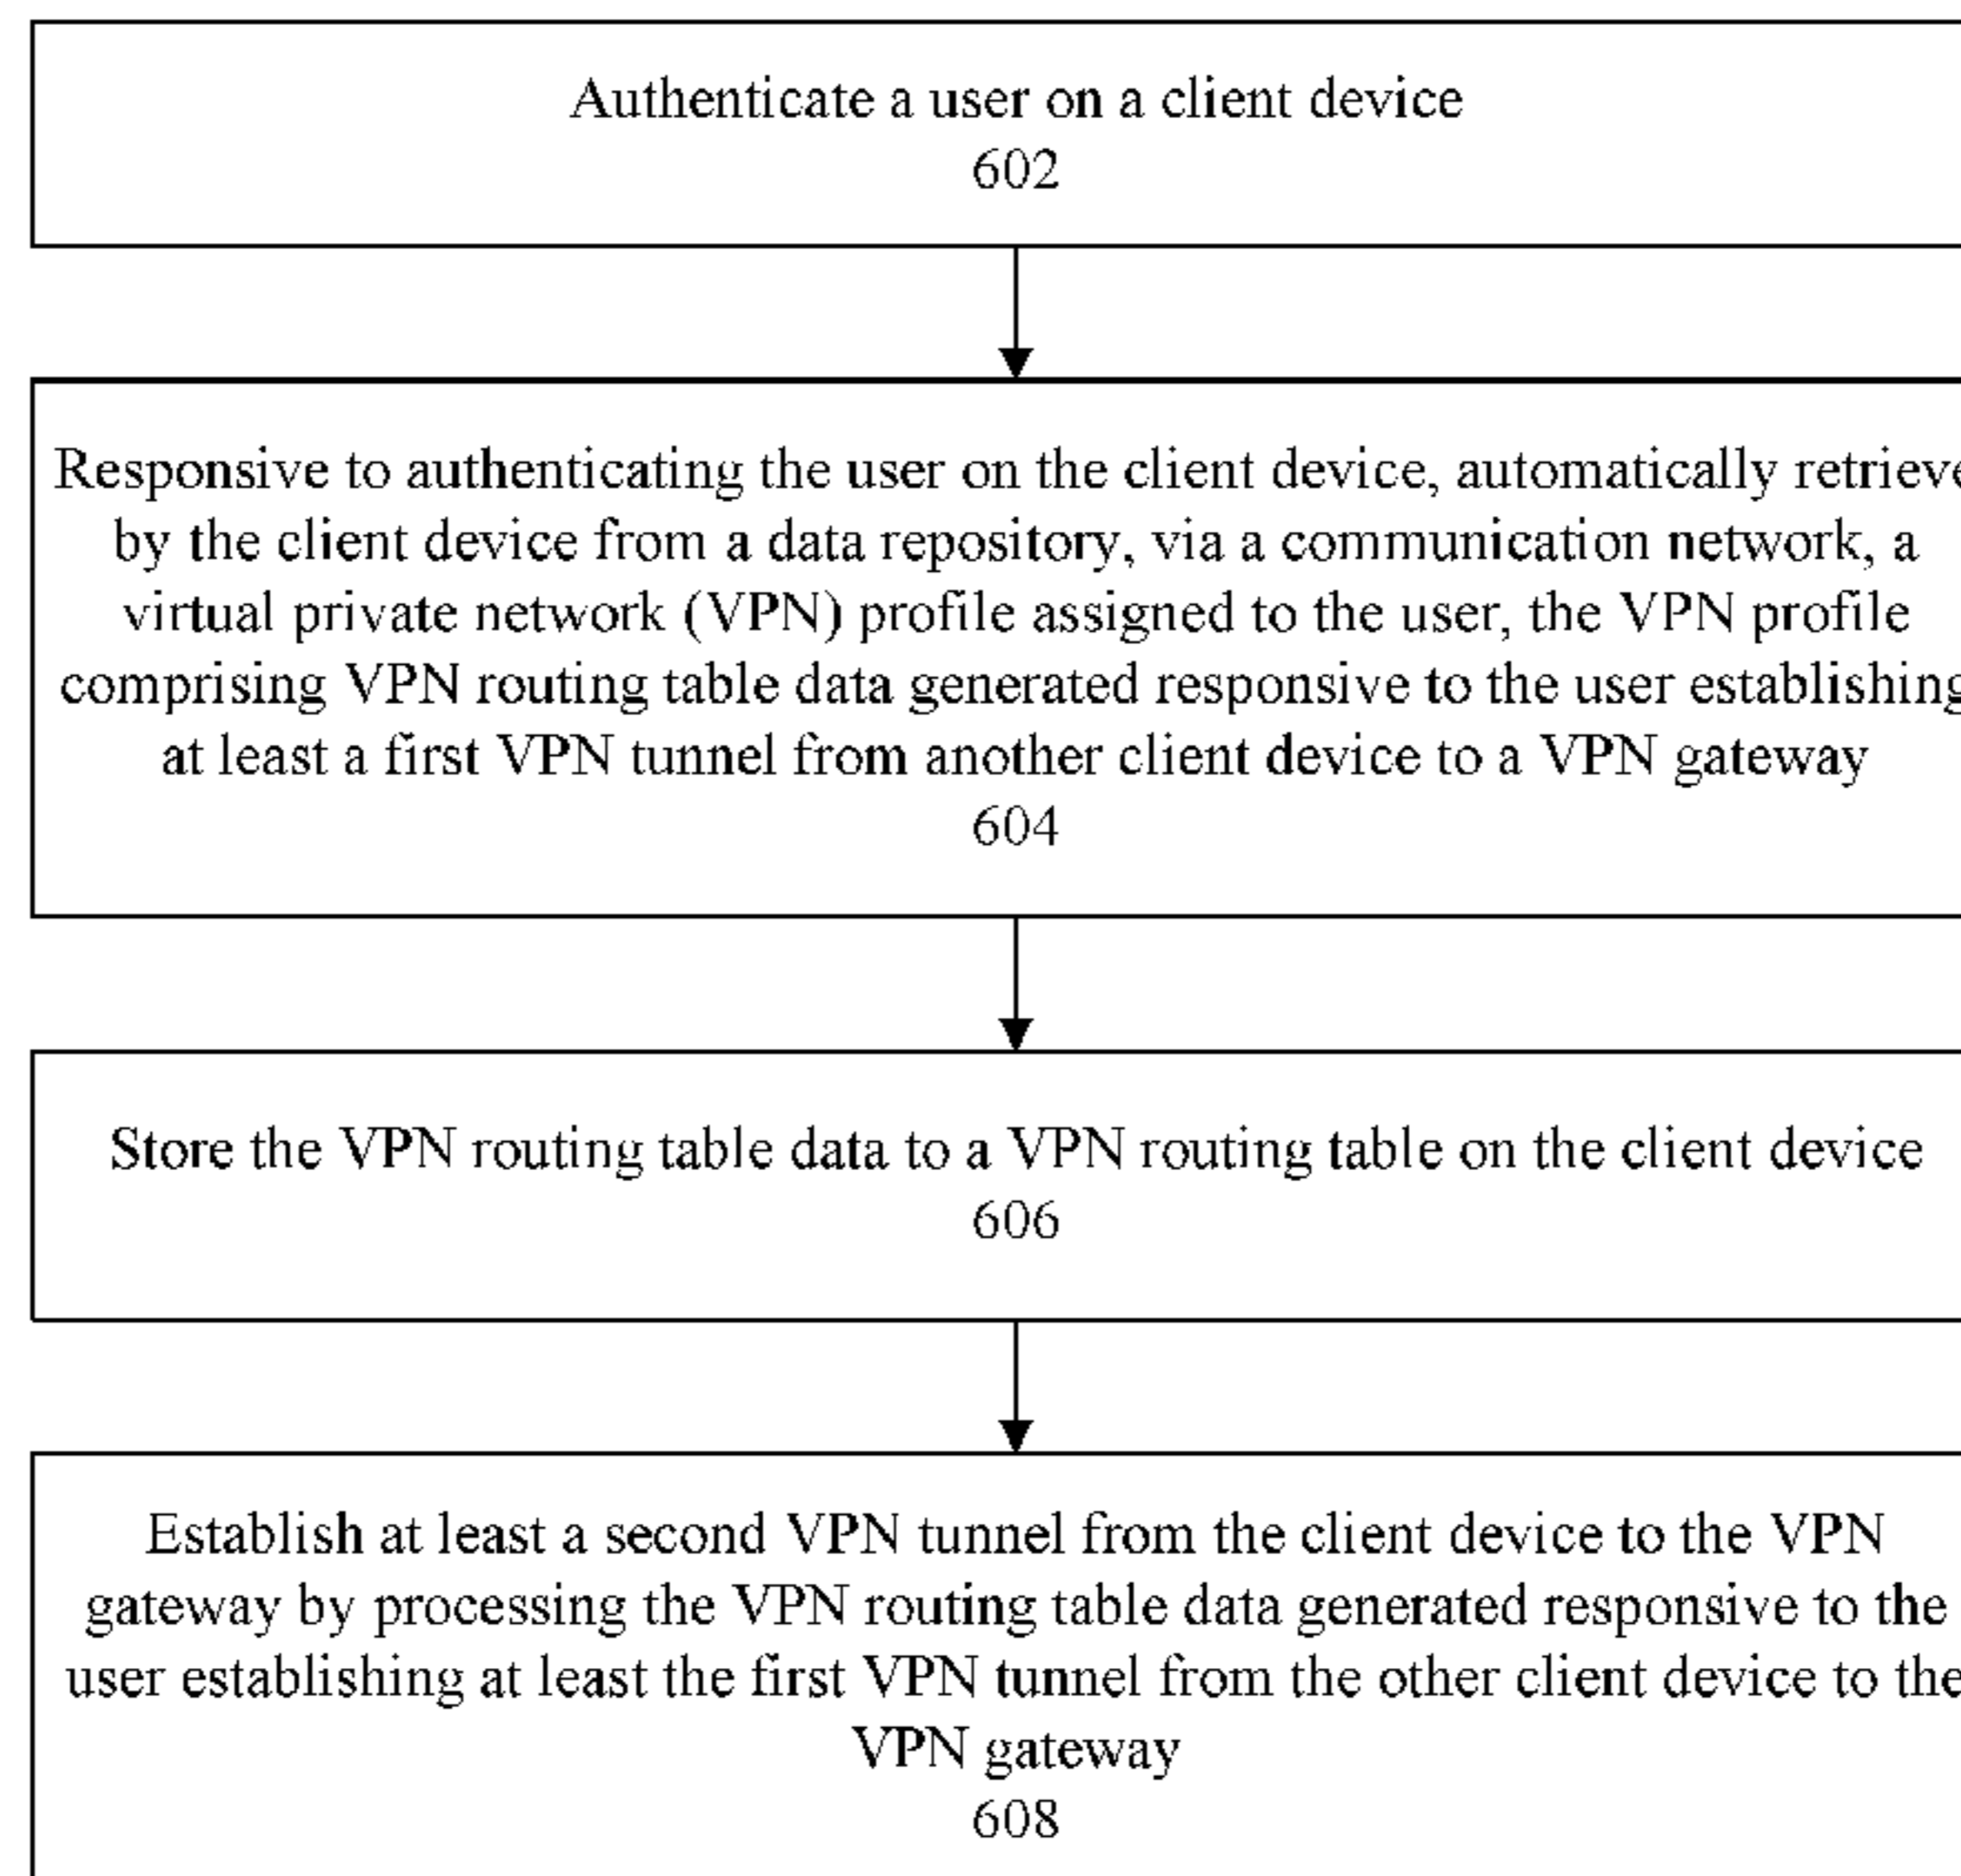 Authenticate a user on a client device
602
Responsive to authenticating the user on the client device, automatically retrieve
by the client device from a data repository, via a communication network, a
virtual private network (VPN) profile assigned to the user, the VPN profile
comprising VPN routing table data generated responsive to the user establishing
at least a first VPN tunnel from another client device to a VPN gateway
604
Store the VPN routing table data to a VPN routing table on the client device
606
Establish at least a second VPN tunnel from the client device to the VPN
gateway by processing the VPN routing table data generated responsive to the
user establishing at least the first VPN tunnel from the other client device to the
VPN gateway
608